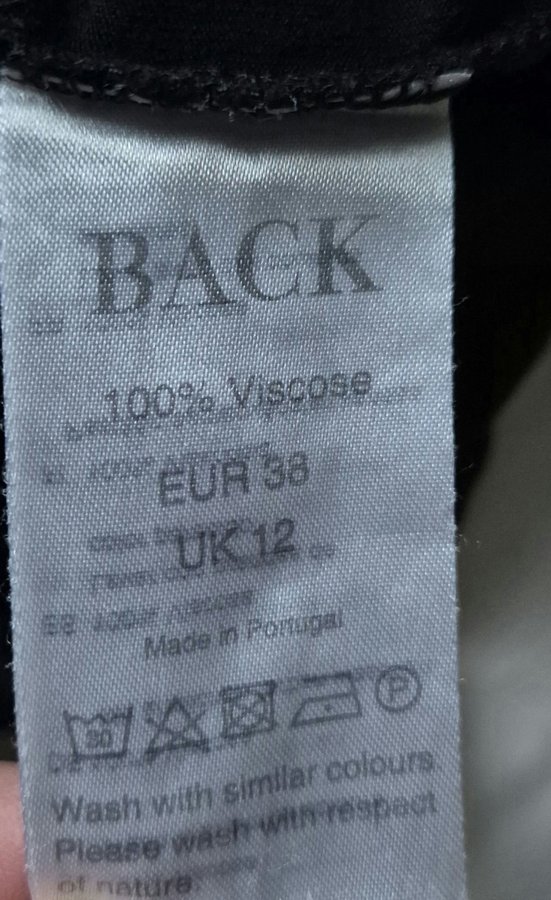 BACK
100% Viscose
EUR 38
UK 12
Made in Portugal
30
P
Wash with similar colours.
Please wash with respect
of nature.